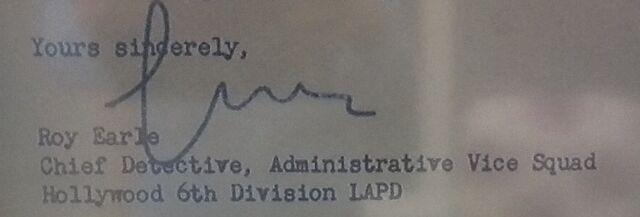 Yours sincerely,
Roy Earle
Chief Detective, Administrative Vice Squad
Hollywood 6th Division LAPD